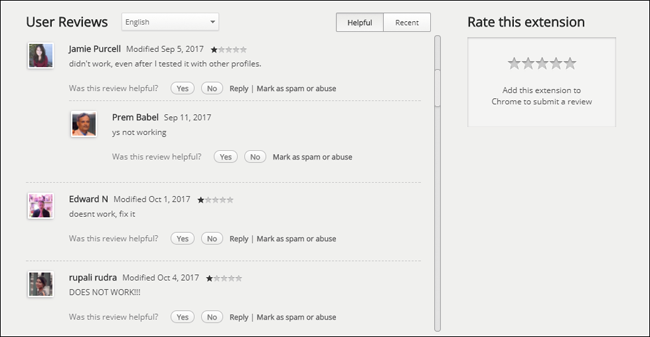 User Reviews
English
Helpful
Recent
Rate this extension
Jamie Purcell Modified Sep 5, 2017
didn't work, even after I tested it with other profiles.
Was this review helpful? Yes No Reply | Mark as spam or abuse
Add this extension to
Chrome to submit a review
Prem Babel Sep 11, 2017
ys not working
Was this review helpful? Yes No Mark as spam or abuse
Edward N Modified Oct 1, 2017
doesnt work, fix it
Was this review helpful? Yes No Reply | Mark as spam or abuse
rupali rudra Modified Oct 4, 2017
DOES NOT WORK!!!
Was this review helpful? Yes No Reply | Mark as spam or abuse